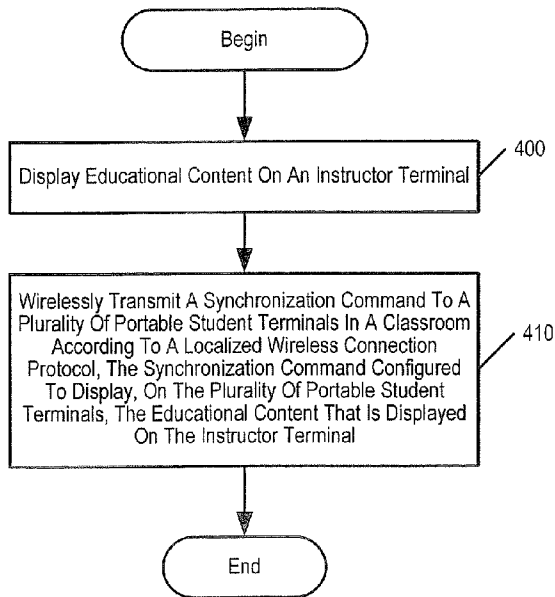 Begin
Display Educational Content On An Instructor Terminal
400
Wirelessly Transmit A Synchronization Command To A
Plurality Of Portable Student Terminals In A Classroom
According To A Localized Wireless Connection
Protocol, The Synchronization Command Configured
To Display, On The Plurality Of Portable Student
Terminals, The Educational Content That Is Displayed
On The Instructor Terminal
410
End